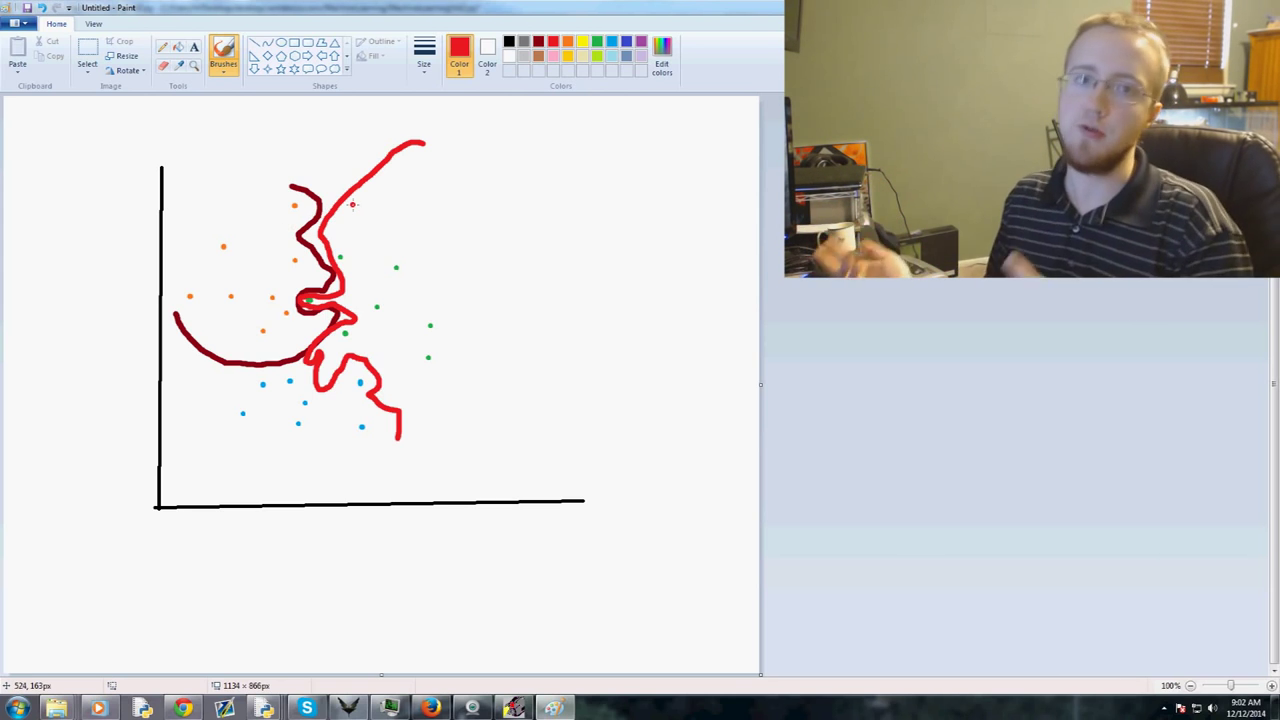 Untitled - Paint
Home View
Paste
Cut
Copy
Clipboard
Select
Crop
Resize
Rotate
Image
A
Tools
Brushes
Shapes
Outline
Fill
Size
Color 1
Color 2
Edit colors
Colors
524, 163px
1134 × 866px
100%
9:02 AM
12/12/2014